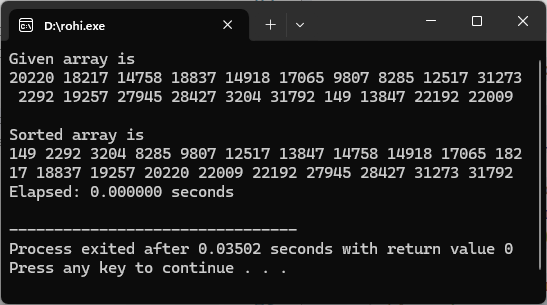 D:\rohi.exe
Given array is
20220 18217 14758 18837 14918 17065 9807 8285 12517 31273
2292 19257 27945 28427 3204 31792 149 13847 22192 22009
Sorted array is
149 2292 3204 8285 9807 12517 13847 14758 14918 17065 182
17 18837 19257 20220 22009 22192 27945 28427 31273 31792
Elapsed: 0.000000 seconds
--------------------------------
Process exited after 0.03502 seconds with return value 0
Press any key to continue . . .